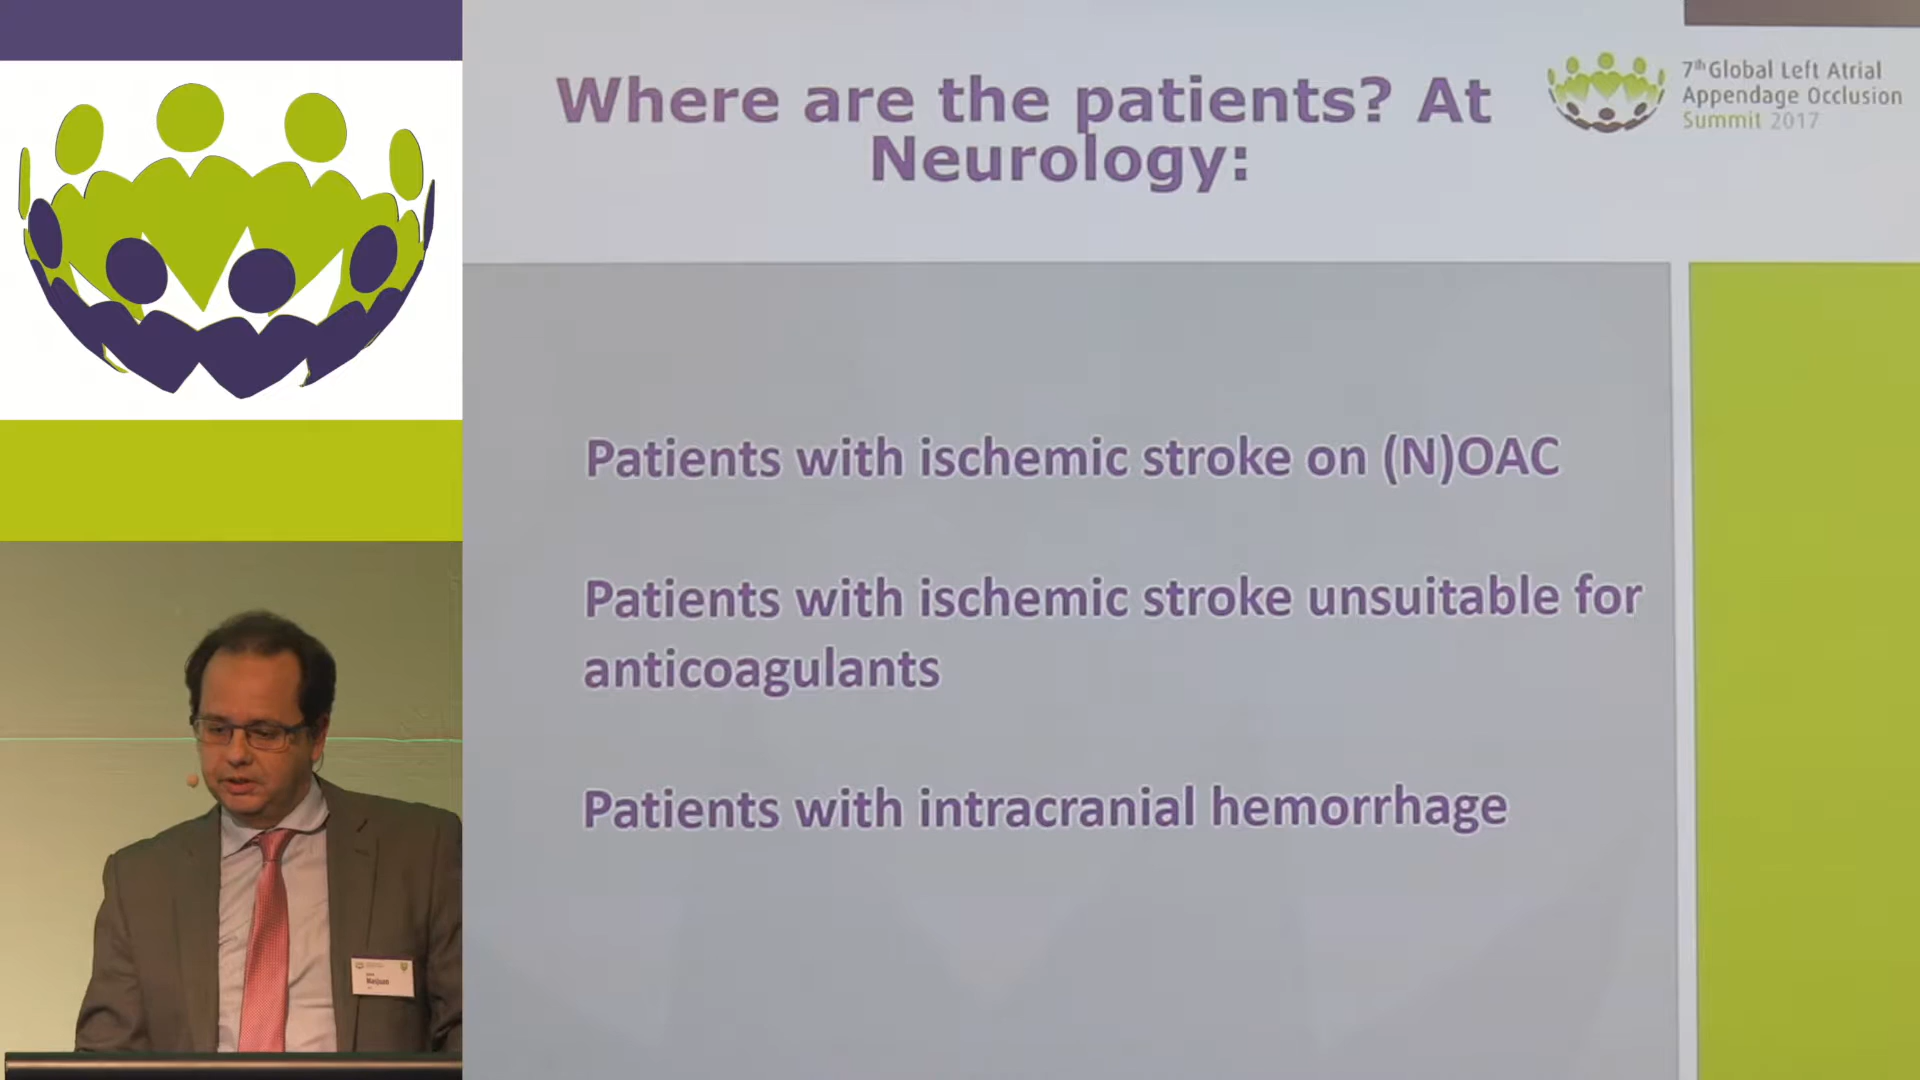 Where are the patients? At
Neurology:
7th Global Left Atrial
Appendage Occlusion
Summit 2017
Patients with ischemic stroke on (N)OAC
Patients with ischemic stroke unsuitable for
anticoagulants
Patients with intracranial hemorrhage